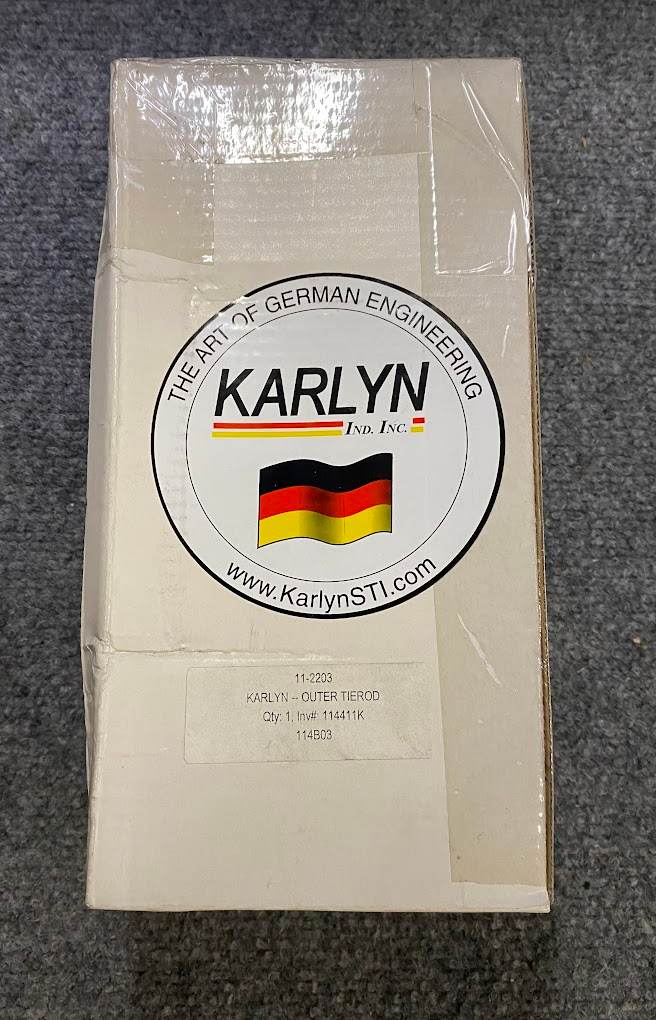 THE ART OF GERMAN ENGINEERING
KARLYN
IND. INC.
www.KarlynSTI.com
11-2203
KARLYN -- OUTER TIEROD
Qty: 1, Inv#: 114411K
114B03